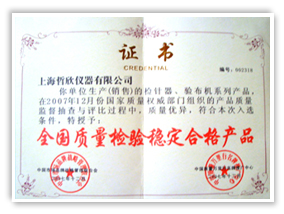 证书
CREDENTIAL
编号：002318
上海哲欣仪器有限公司
你单位生产（销售）的检针器、验布机系列产品，
在2007年12月份国家质量权威部门组织的产品质量
监督抽查与评比过程中，质量优异，符合本次入选
条件，特授予：
全国质量检验稳定合格产品